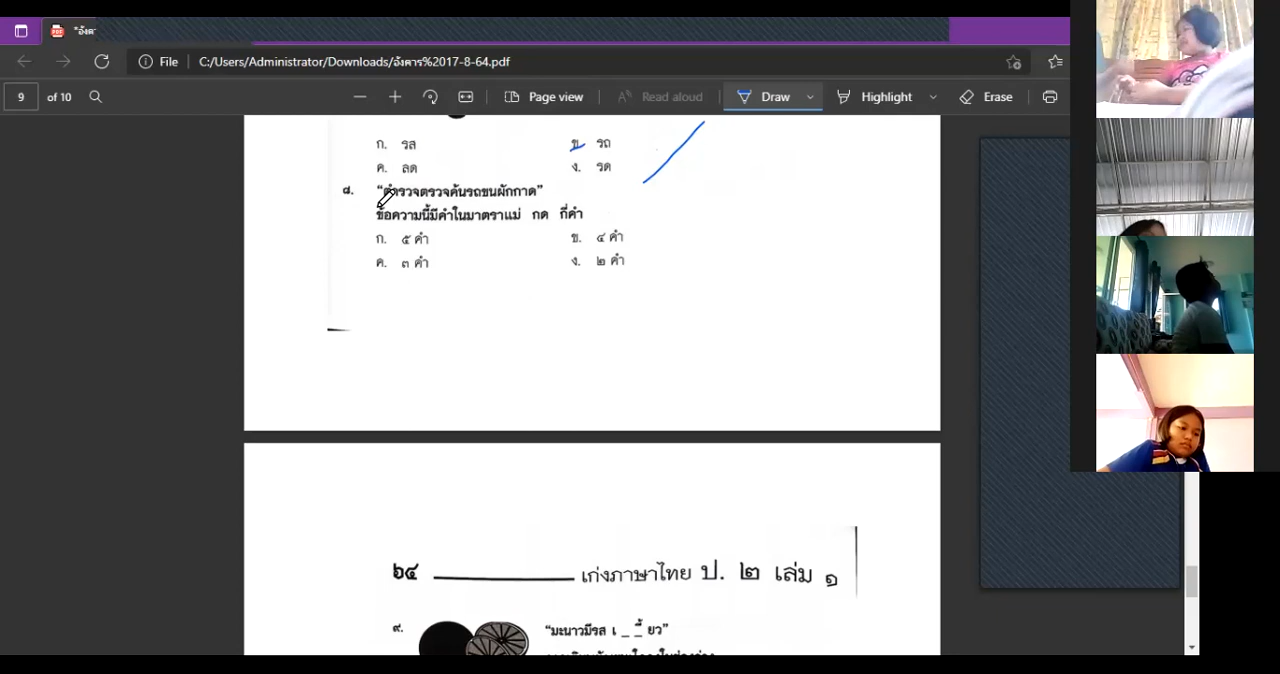 "อังค
File C:/Users/Administrator/Downloads/อังคาร%2017-8-64.pdf
9 of 10 Page view Read aloud Draw Highlight Erase
ก. รส ข. รถ
ค. ลด ง. รด
๘. "ตำรวจตรวจค้นรถขนผักกาด"
ข้อความนี้มีคำในมาตราแม่ กด กี่คำ
ก. ๕ คำ ข. ๔ คำ
ค. ๓ คำ ง. ๒ คำ
๖๔ เก่งภาษาไทย ป. ๒ เล่ม ๑
๙. "มะนาวมีรส เ _ _ี้ ยว"